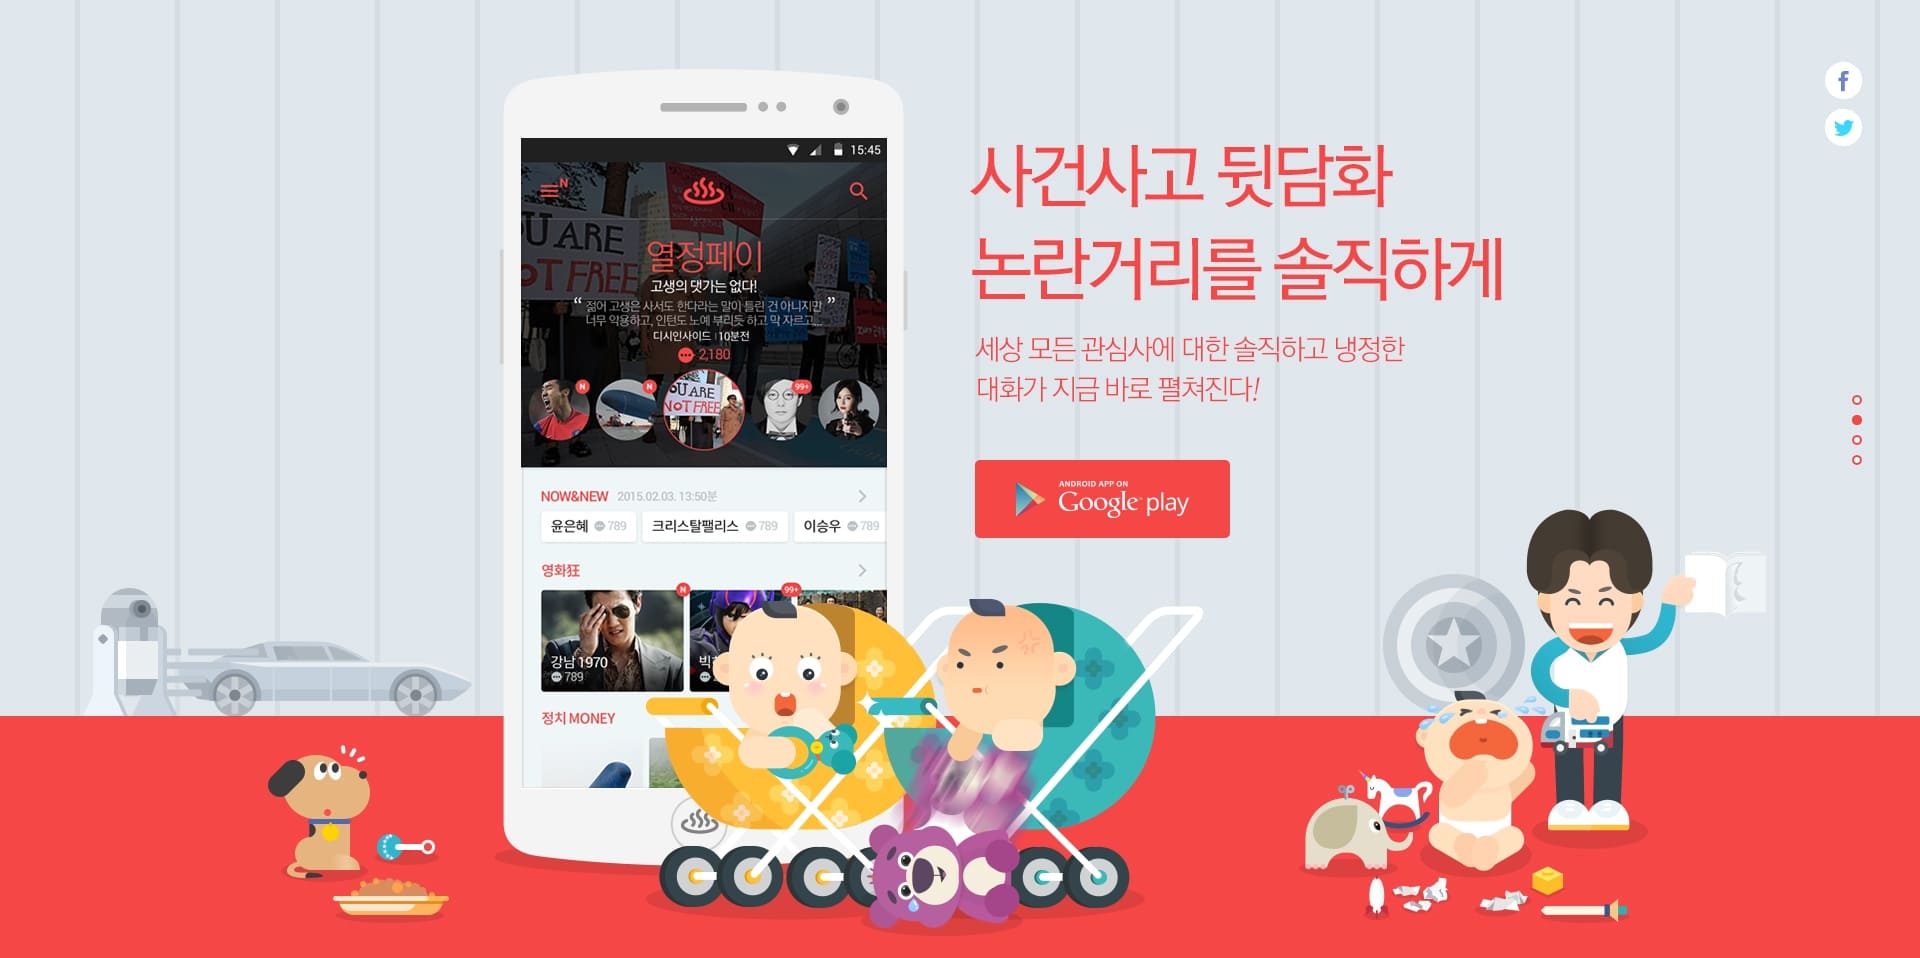 사건사고 뒷담화
논란거리를 솔직하게
세상 모든 관심사에 대한 솔직하고 냉정한
대화가 지금 바로 펼쳐진다!
ANDROID APP ON
Google play
15:45
N
YOU ARE
NOT FREE
열정페이
고생의 댓가는 없다!
“ 젊어 고생은 사서도 한다라는 말이 틀린 건 아니지만 ”
너무 악용하고, 인턴도 노예 부리듯 하고 막 자르고...
디시인사이드 | 10분전
2,180
N
N
99+
YOU ARE
NOT FREE
NOW&NEW 2015.02.03. 13:50분
윤은혜 789 크리스탈팰리스 789 이승우 789
영화狂
N
99+
강남 1970
789
정치 MONEY